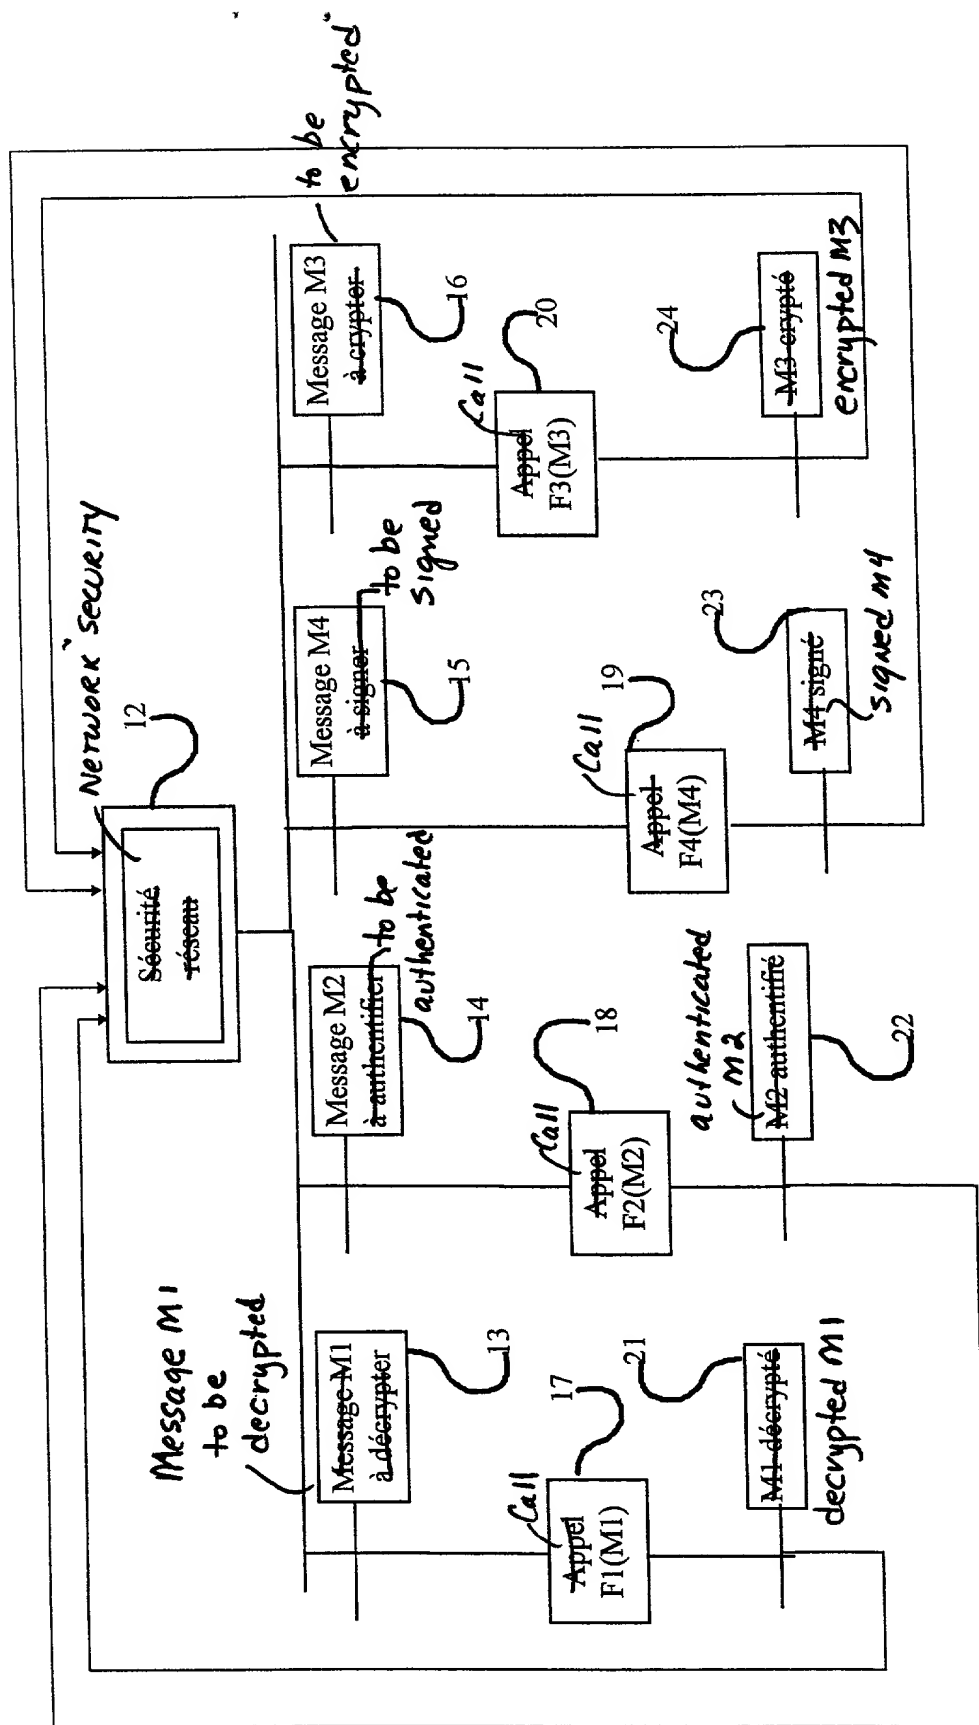 Network security
12
Sécurité
réseau
Message M1
to be
decrypted
Message M1
à décrypter
13
Message M2
à authentifier
to be
authenticated
14
Message M4
à signer
to be
signed
15
Message M3
à crypter
to be
encrypted
16
Call
Appel
F1(M1)
17
Call
Appel
F2(M2)
18
Call
Appel
F4(M4)
19
Call
Appel
F3(M3)
20
21
M1 décrypté
decrypted M1
authenticated
M2
M2 authentifié
22
23
M4 signé
signed M4
24
M3 crypté
encrypted M3